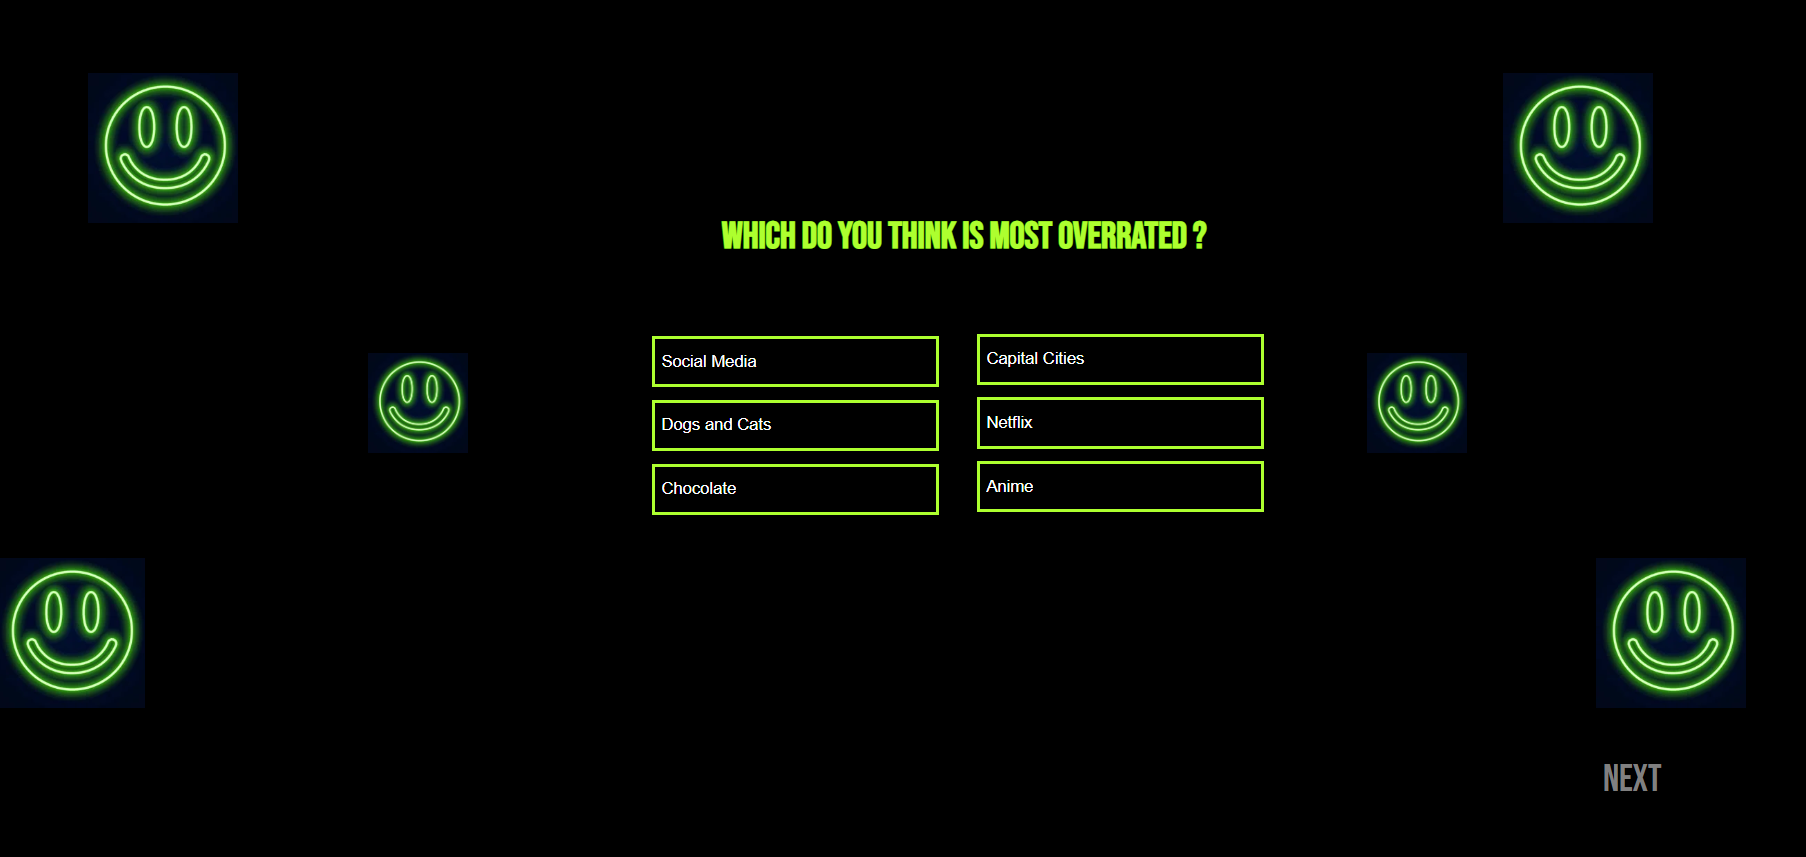 WHICH DO YOU THINK IS MOST OVERRATED ?
Social Media
Capital Cities
Dogs and Cats
Netflix
Chocolate
Anime
NEXT